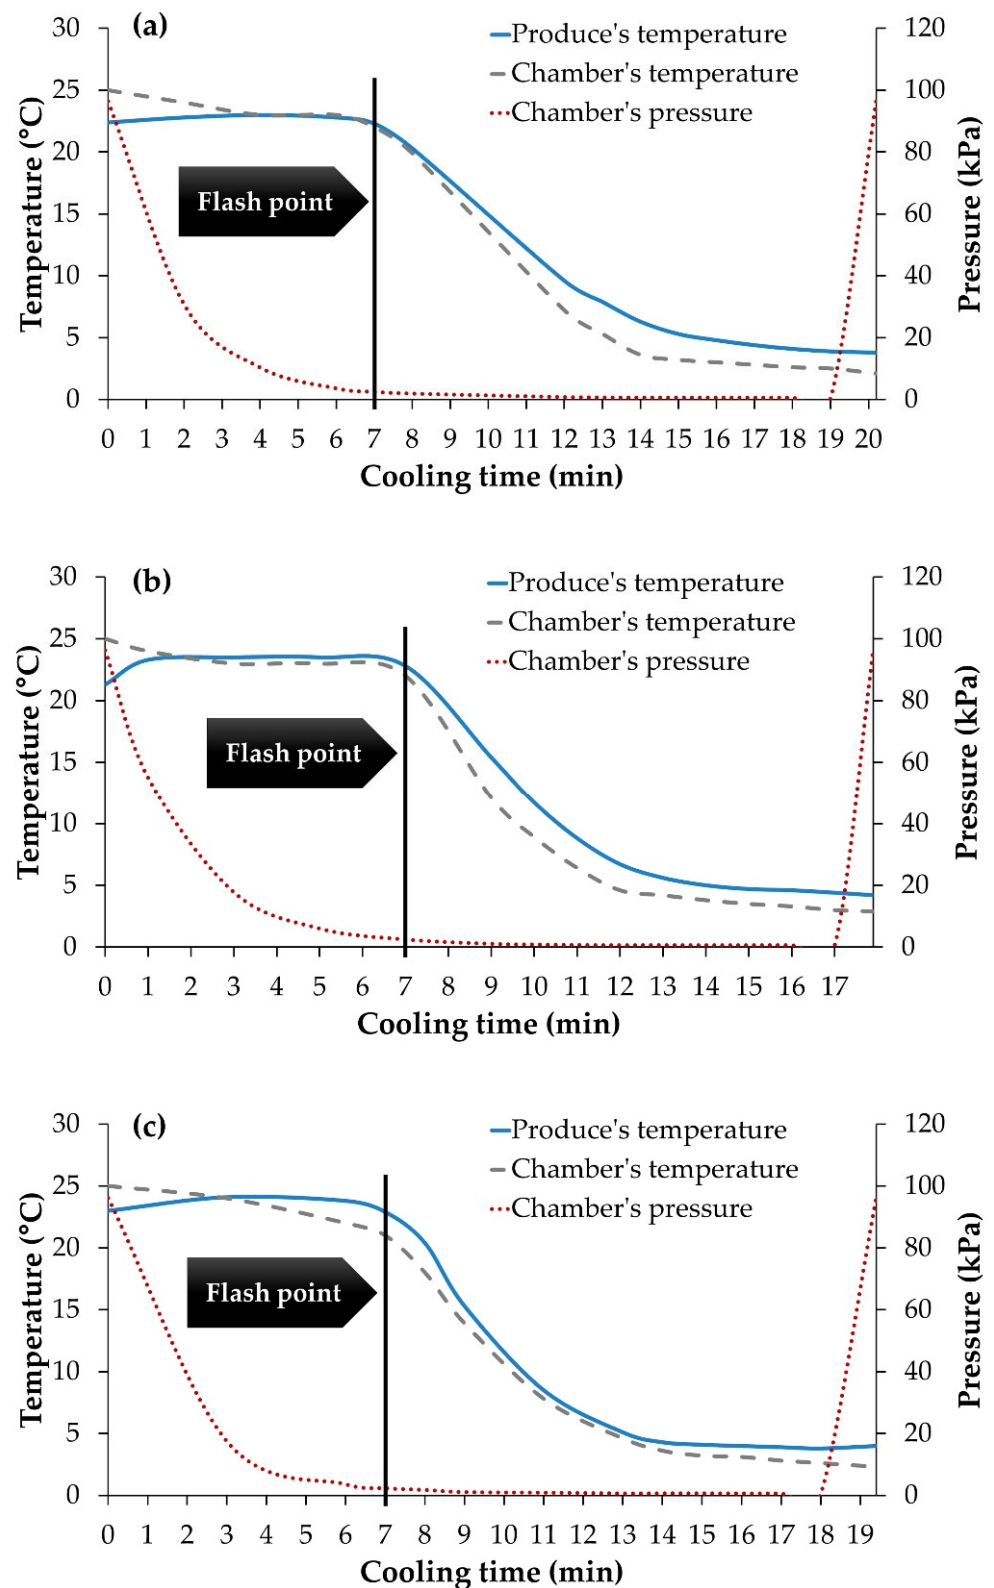 (a)
Produce's temperature
Chamber's temperature
Chamber's pressure
30
25
20
15
10
5
0
Temperature (°C)
Flash point
120
100
80
60
40
20
0
Pressure (kPa)
0 1 2 3 4 5 6 7 8 9 10 11 12 13 14 15 16 17 18 19 20
Cooling time (min)
(b)
Produce's temperature
Chamber's temperature
Chamber's pressure
30
25
20
15
10
5
0
Temperature (°C)
Flash point
120
100
80
60
40
20
0
Pressure (kPa)
0 1 2 3 4 5 6 7 8 9 10 11 12 13 14 15 16 17
Cooling time (min)
(c)
Produce's temperature
Chamber's temperature
Chamber's pressure
30
25
20
15
10
5
0
Temperature (°C)
Flash point
120
100
80
60
40
20
0
Pressure (kPa)
0 1 2 3 4 5 6 7 8 9 10 11 12 13 14 15 16 17 18 19
Cooling time (min)